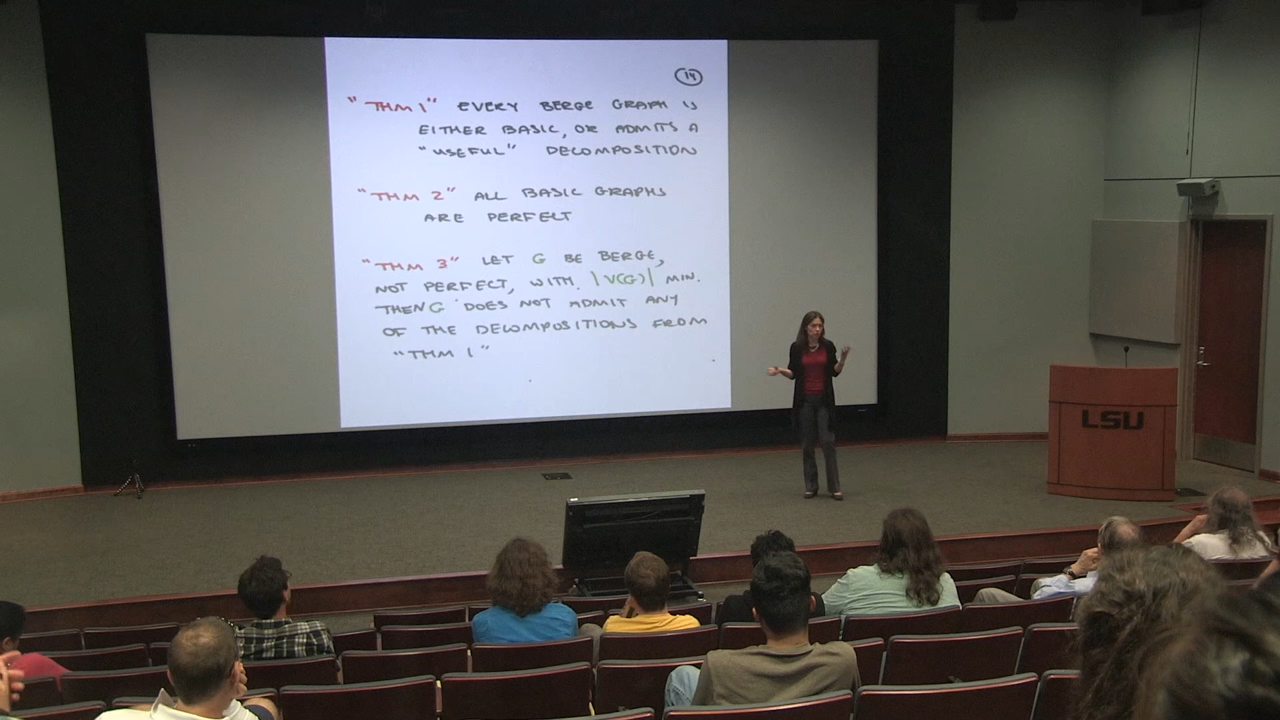 14
"THM 1" EVERY BERGE GRAPH IS
EITHER BASIC, OR ADMITS A
"USEFUL" DECOMPOSITION
"THM 2" ALL BASIC GRAPHS
ARE PERFECT
"THM 3" LET G BE BERGE,
NOT PERFECT, WITH |V(G)| MIN.
THEN G DOES NOT ADMIT ANY
OF THE DECOMPOSITIONS FROM
"THM 1"
LSU